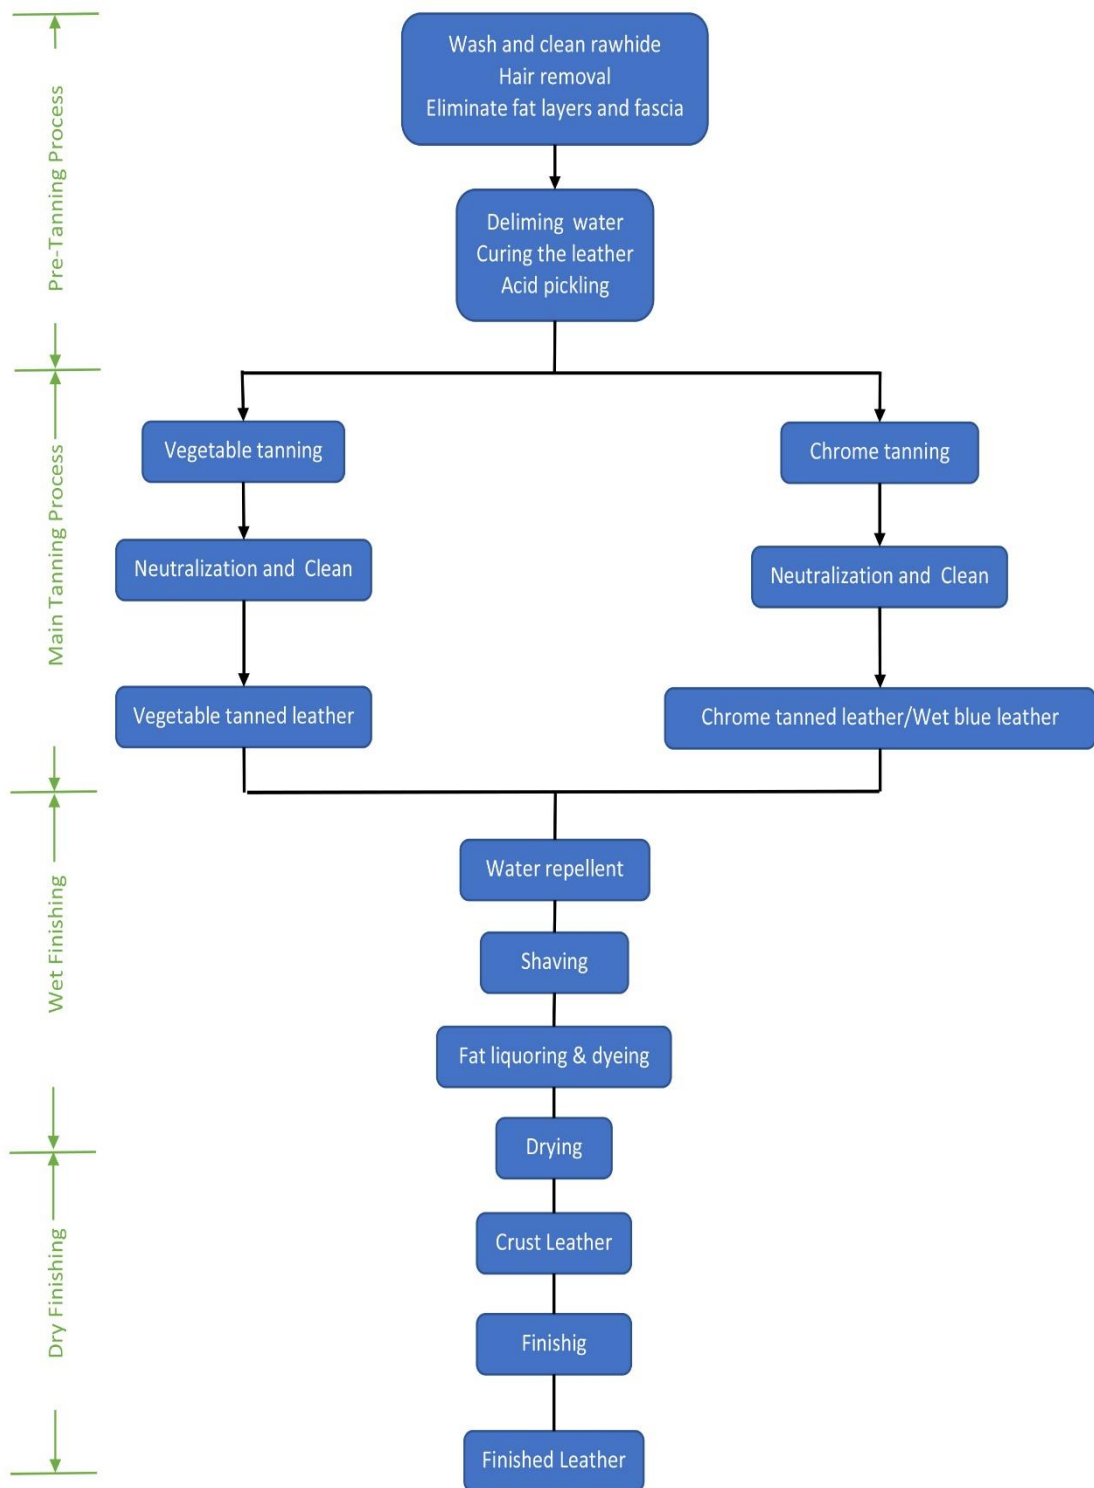 Pre-Tanning Process
Wash and clean rawhide
Hair removal
Eliminate fat layers and fascia
Deliming water
Curing the leather
Acid pickling
Main Tanning Process
Vegetable tanning
Chrome tanning
Neutralization and Clean
Neutralization and Clean
Vegetable tanned leather
Chrome tanned leather/Wet blue leather
Wet Finishing
Water repellent
Shaving
Fat liquoring & dyeing
Drying
Dry Finishing
Crust Leather
Finishig
Finished Leather